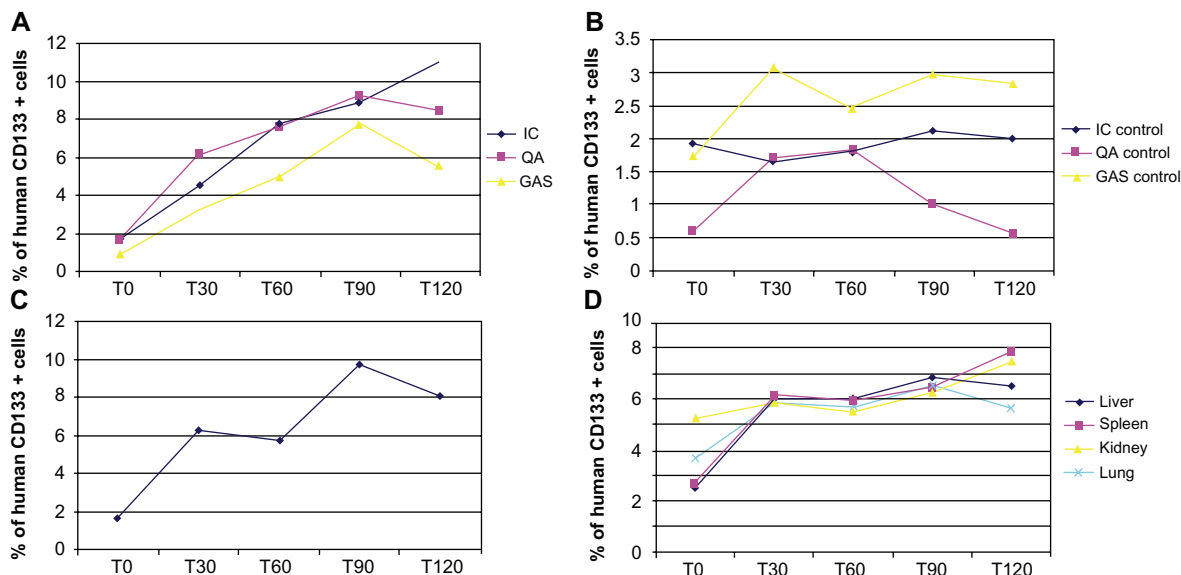 A
% of human CD133 + cells
12
10
8
6
4
2
0
T0 T30 T60 T90 T120
IC
QA
GAS
B
% of human CD133 + cells
3.5
3
2.5
2
1.5
1
0.5
0
T0 T30 T60 T90 T120
IC control
QA control
GAS control
C
% of human CD133 + cells
12
10
8
6
4
2
0
T0 T30 T60 T90 T120
D
% of human CD133 + cells
10
8
6
4
2
0
T0 T30 T60 T90 T120
Liver
Spleen
Kidney
Lung